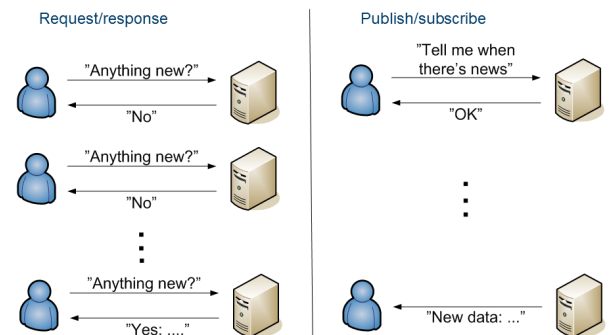 Request/response
”Anything new?”
”No”
”Anything new?”
”No”
”Anything new?”
”Yes: ....”
Publish/subscribe
”Tell me when
there’s news”
”OK”
”New data: ...”